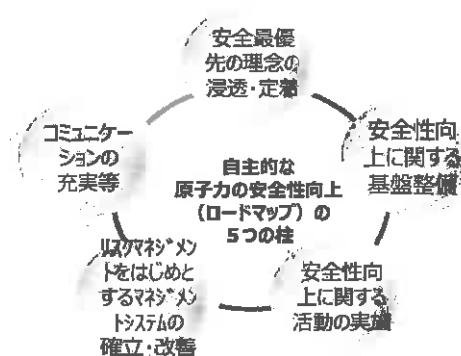 安全最優
先の理念の
浸透・定着
安全性向
上に関する
基盤整備
安全性向
上に関する
活動の実施
リスクマネジメン
トをはじめと
するマネジメン
トシステムの
確立・改善
コミュニケー
ションの
充実等
自主的な
原子力の安全性向上
（ロードマップ）の
５つの柱